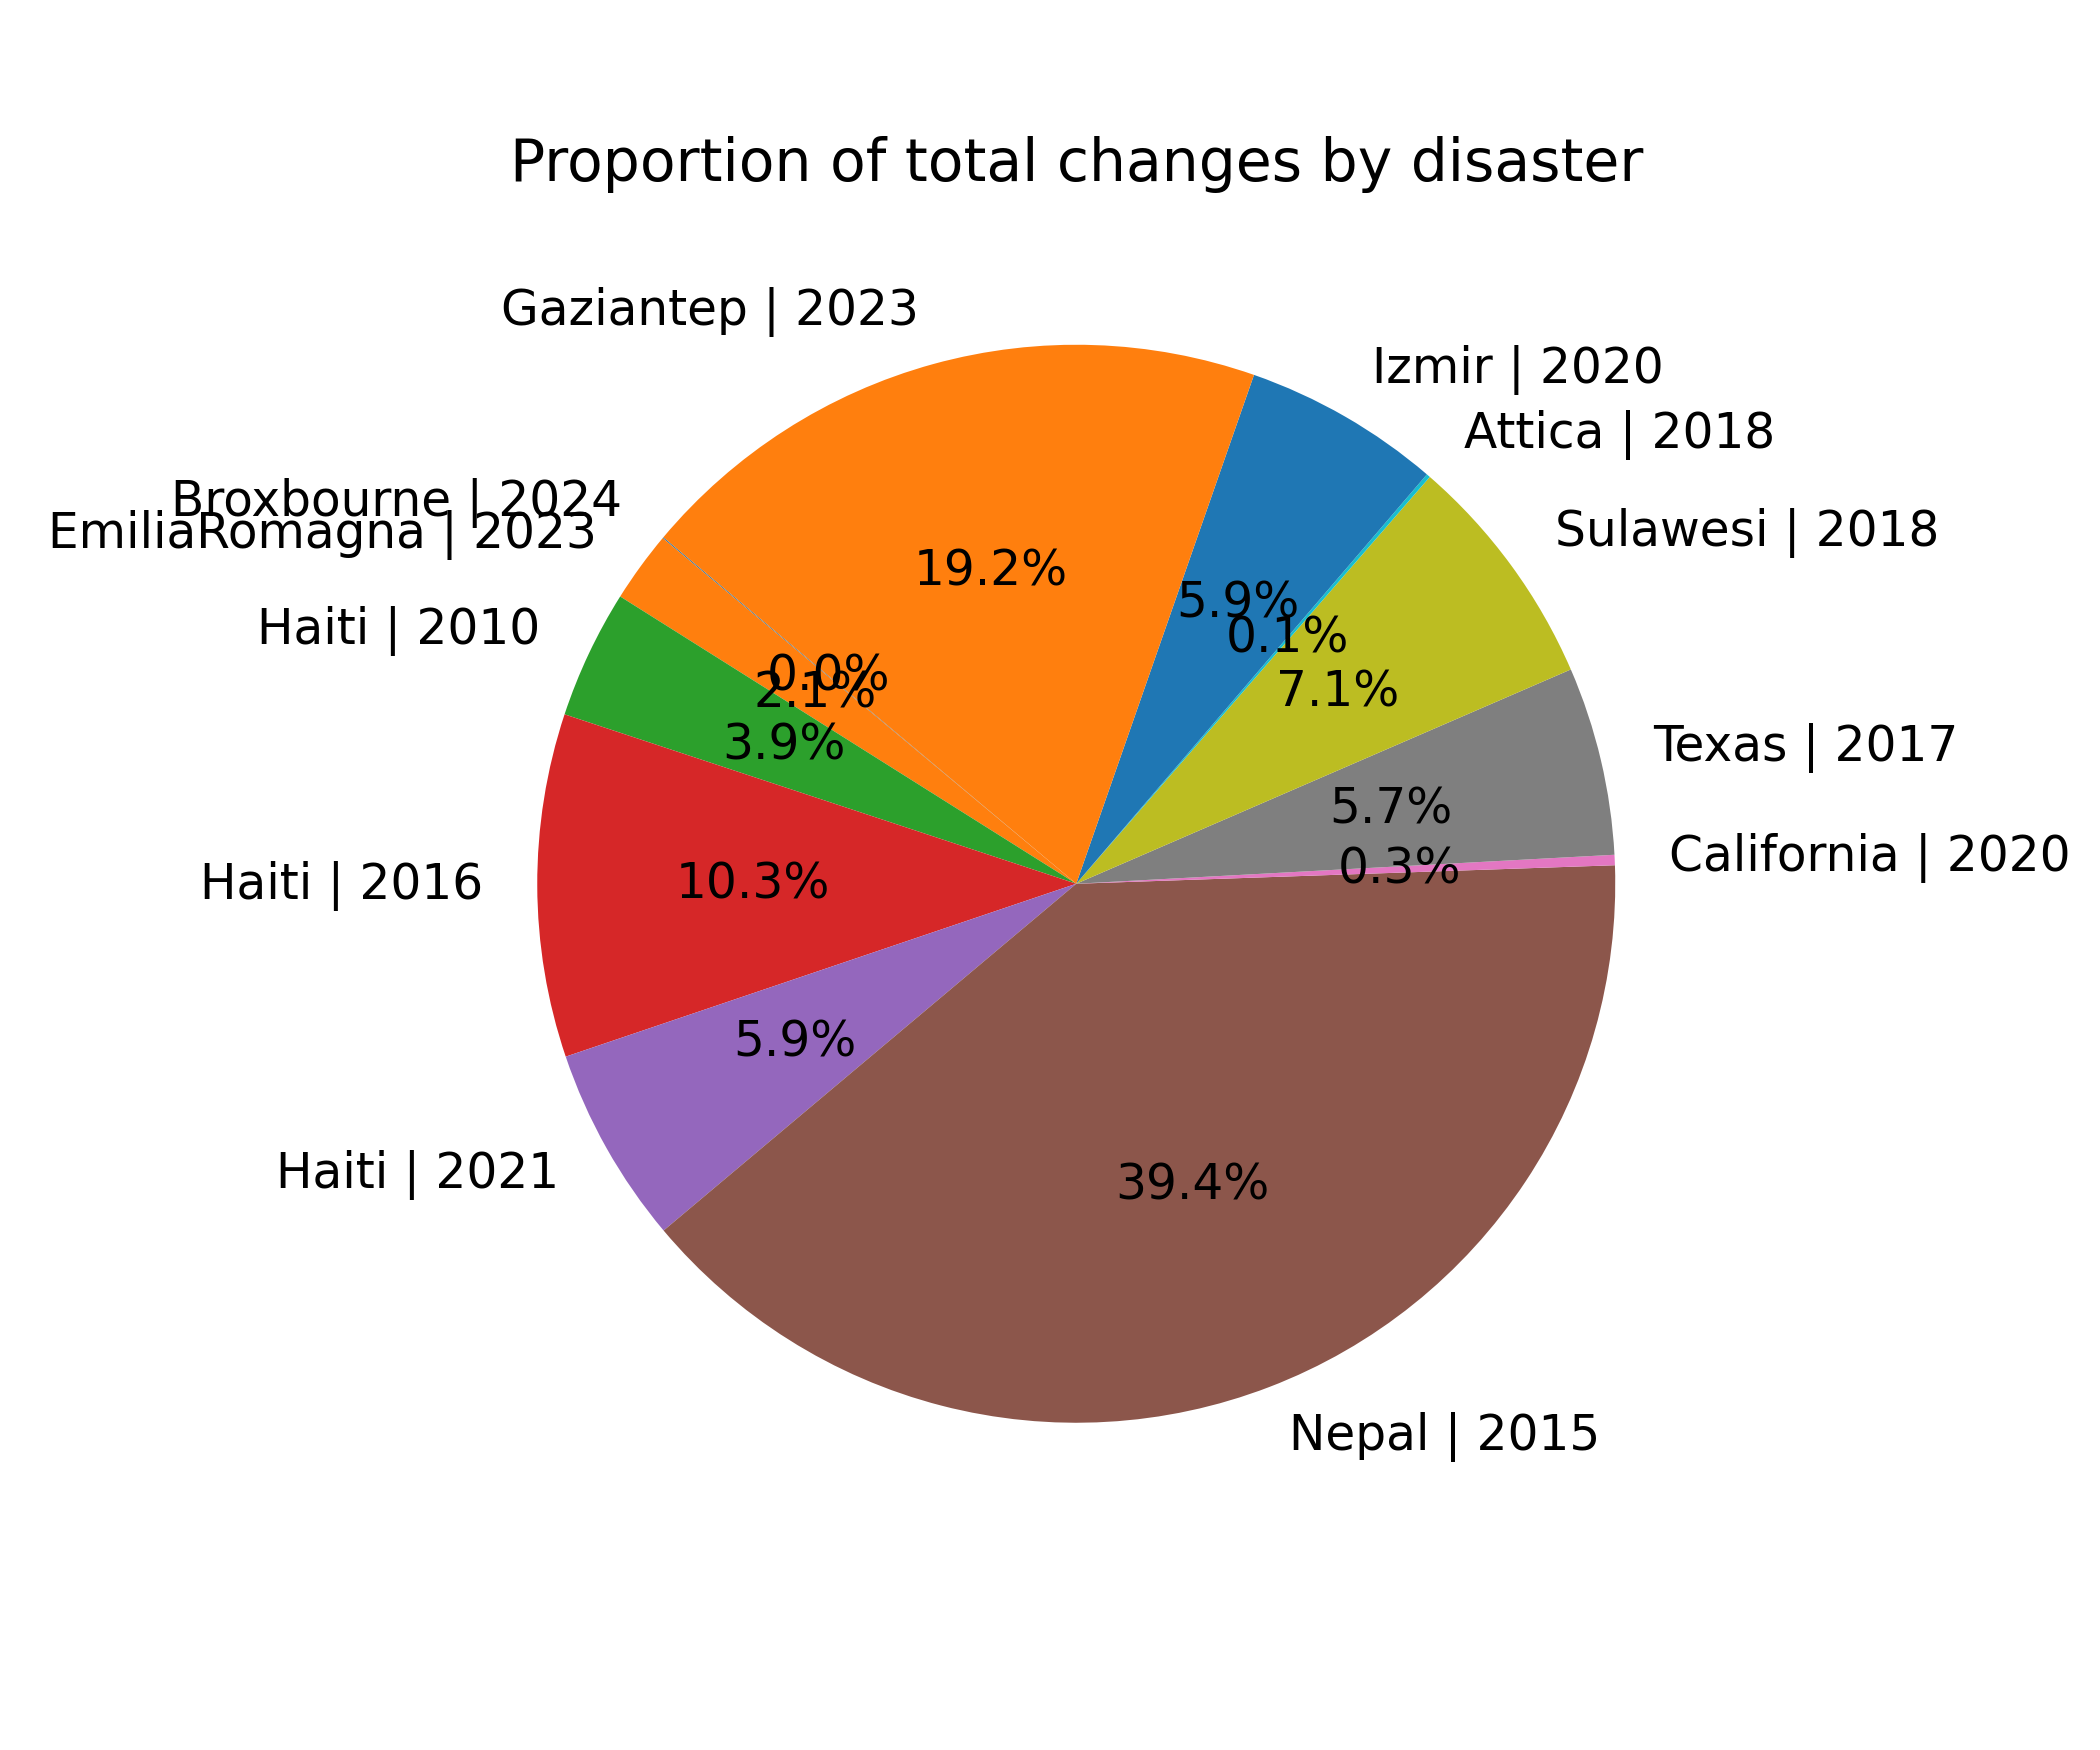 Proportion of total changes by disaster
Gaziantep | 2023
Izmir | 2020
Attica | 2018
Broxbourne | 2024
EmiliaRomagna | 2023
Sulawesi | 2018
19.2%
5.9%
0.1%
Haiti | 2010
0.0%
2.1%
7.1%
3.9%
Texas | 2017
5.7%
California | 2020
0.3%
Haiti | 2016
10.3%
5.9%
Haiti | 2021
39.4%
Nepal | 2015